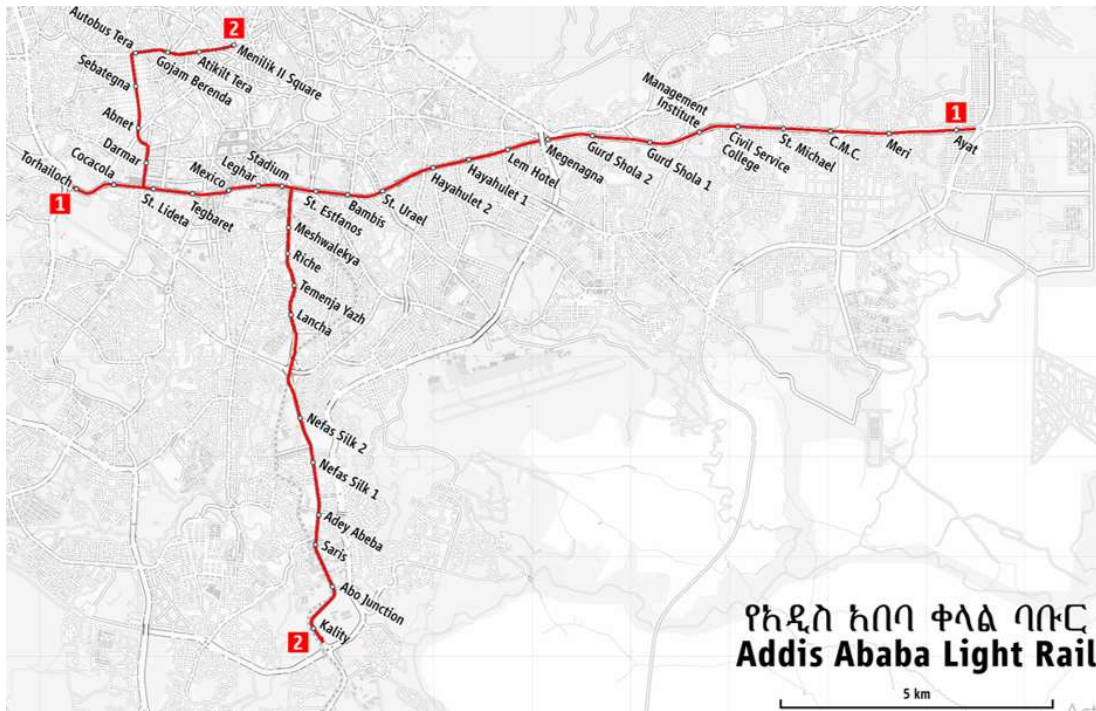 2
Autobus Tera
Menilik II Square
Atikilt Tera
Gojam Berenda
Sebategna
Abnet
Darmar
Cocacola
Torhailoch
1
St. Lideta
Tegbaret
Mexico
Leghar
Stadium
St. Estfanos
Bambis
St. Urael
Hayahulet 2
Hayahulet 1
Lem Hotel
Megenagna
Gurd Shola 2
Gurd Shola 1
Management
Institute
Civil Service
College
St. Michael
C.M.C.
Meri
Ayat
1
Meshwalekya
Riche
Temenja Yazh
Lancha
Nefas Silk 2
Nefas Silk 1
Adey Abeba
Saris
Abo Junction
Kality
2
የአዲስ አበባ ቀላል ባቡር
Addis Ababa Light Rail
5 km